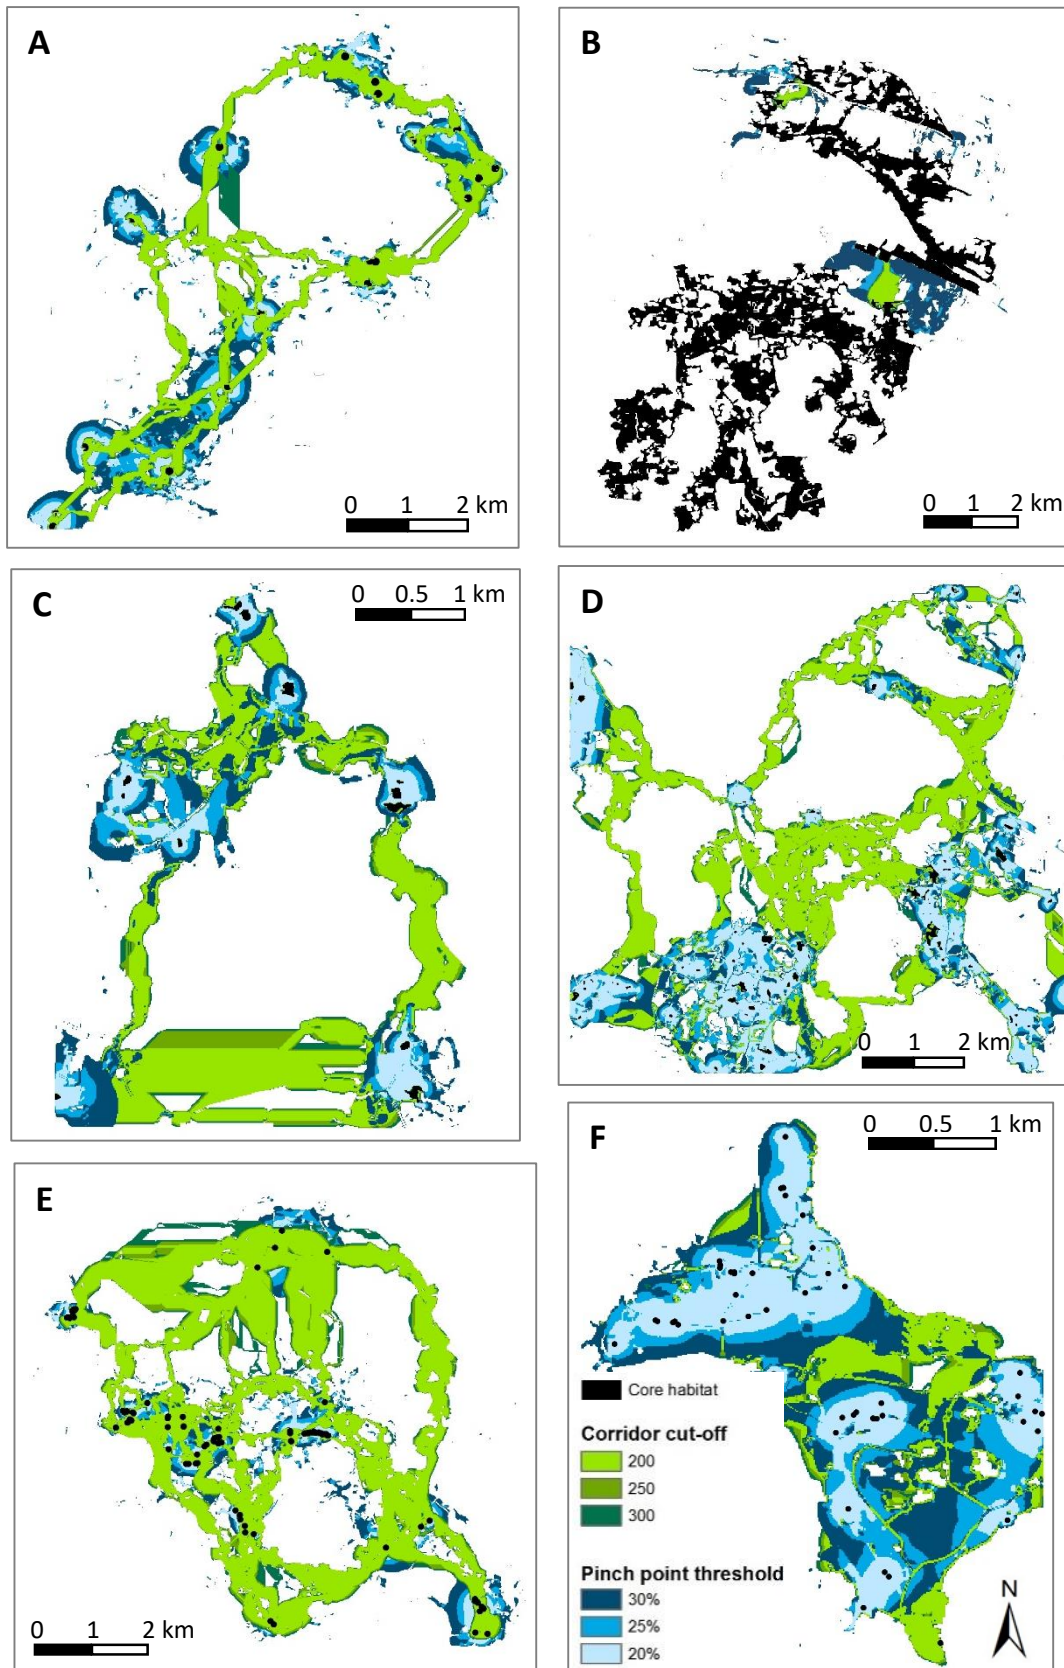 A
0 1 2 km
B
0 1 2 km
C
0 0.5 1 km
D
0 1 2 km
E
0 1 2 km
F
0 0.5 1 km
Core habitat
Corridor cut-off
200
250
300
Pinch point threshold
30%
25%
20%
N